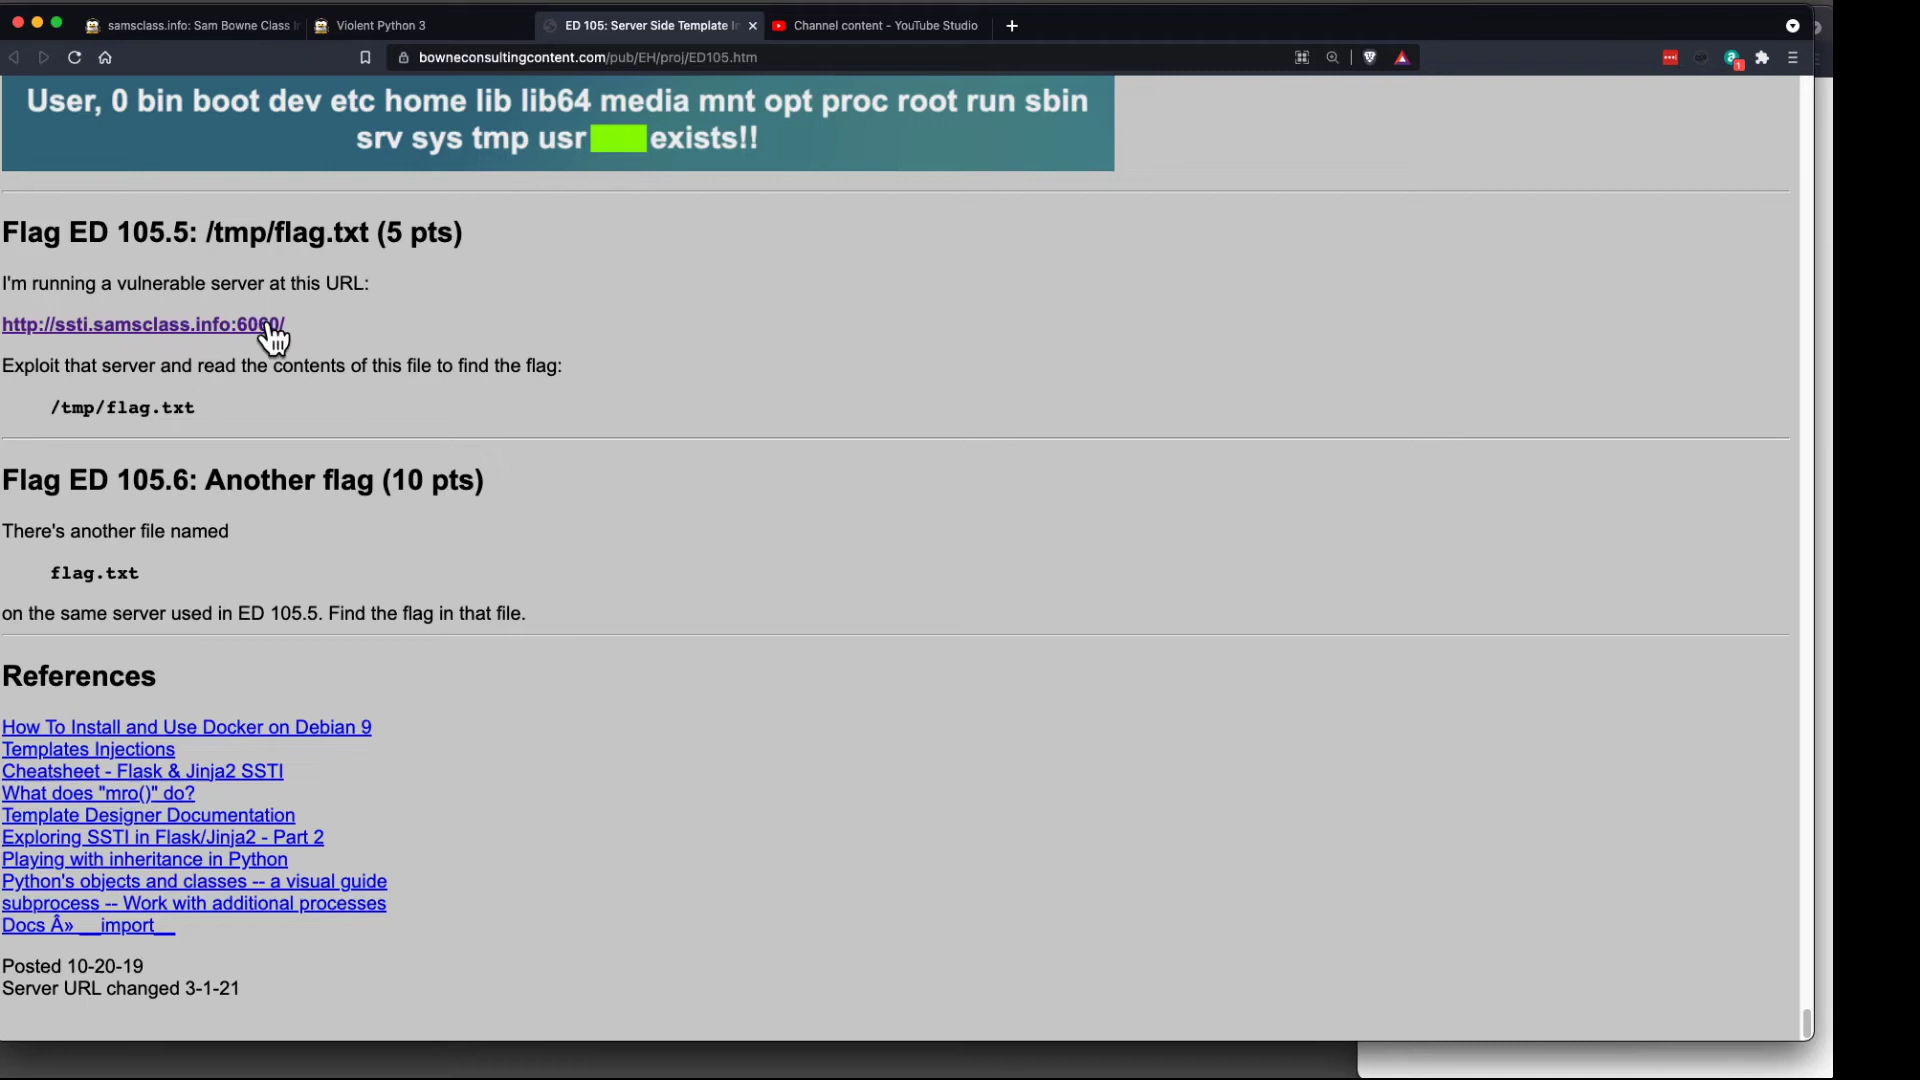 samsclass.info: Sam Bowne Class I
Violent Python 3
ED 105: Server Side Template I
Channel content - YouTube Studio
bowneconsultingcontent.com/pub/EH/proj/ED105.htm
1
User, 0 bin boot dev etc home lib lib64 media mnt opt proc root run sbin
srv sys tmp usr exists!!
Flag ED 105.5: /tmp/flag.txt (5 pts)
I'm running a vulnerable server at this URL:
http://ssti.samsclass.info:6060/
Exploit that server and read the contents of this file to find the flag:
/tmp/flag.txt
Flag ED 105.6: Another flag (10 pts)
There's another file named
flag.txt
on the same server used in ED 105.5. Find the flag in that file.
References
How To Install and Use Docker on Debian 9
Templates Injections
Cheatsheet - Flask & Jinja2 SSTI
What does "mro()" do?
Template Designer Documentation
Exploring SSTI in Flask/Jinja2 - Part 2
Playing with inheritance in Python
Python's objects and classes -- a visual guide
subprocess -- Work with additional processes
Docs Â» __import__
Posted 10-20-19
Server URL changed 3-1-21